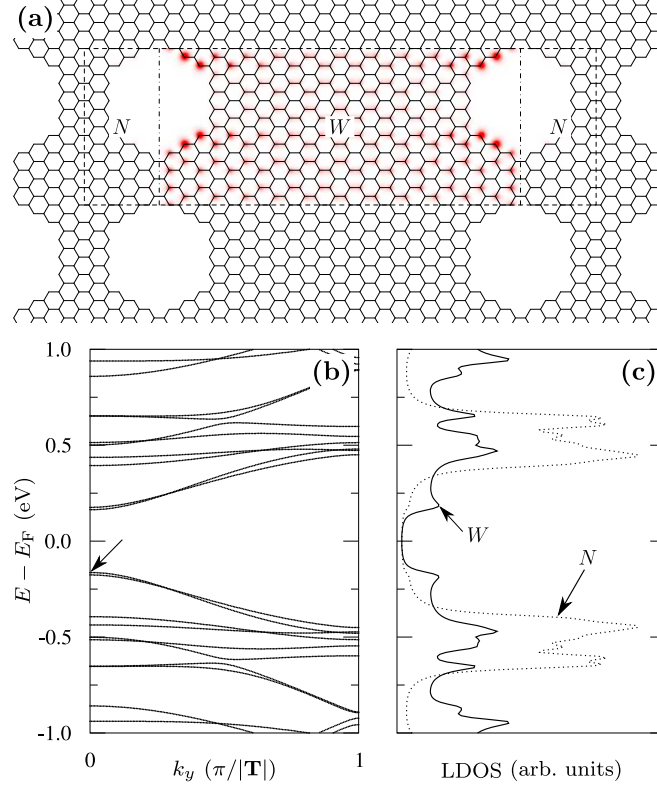 (a)
N
W
N
(b)
(c)
1.0
0.5
0.0
-0.5
-1.0
E − E_F (eV)
W
N
0
1
k_y (π/|T|)
LDOS (arb. units)